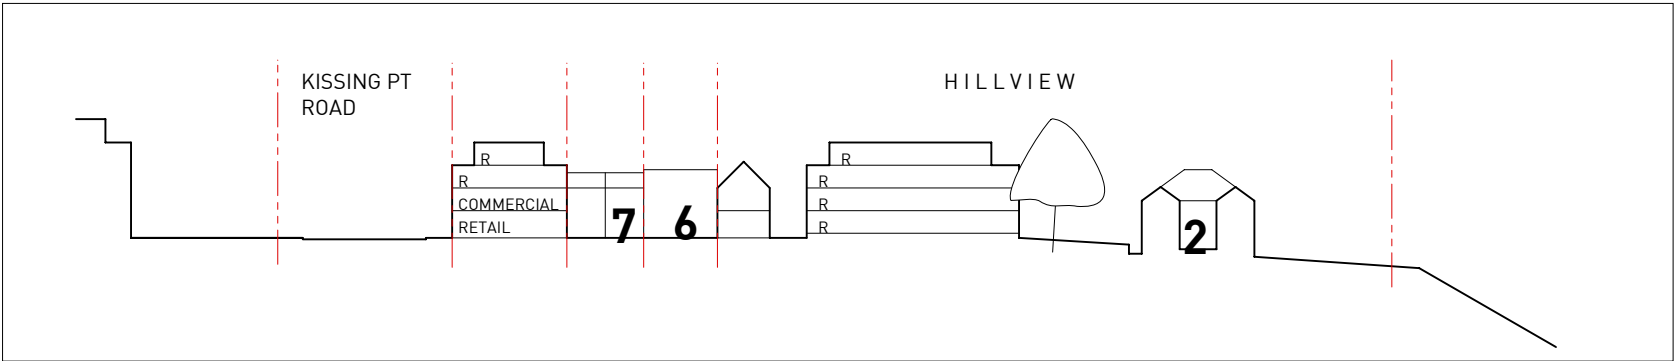 KISSING PT
ROAD
HILLVIEW
R
R
COMMERCIAL
RETAIL
7
6
R
R
R
R
2